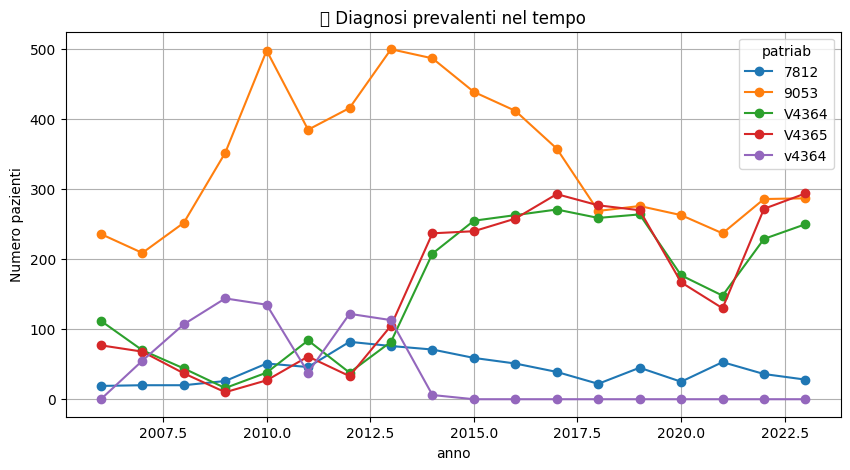 Diagnosi prevalenti nel tempo
patriab
7812
9053
V4364
V4365
v4364
Numero pazienti
500
400
300
200
100
0
2007.5 2010.0 2012.5 2015.0 2017.5 2020.0 2022.5
anno